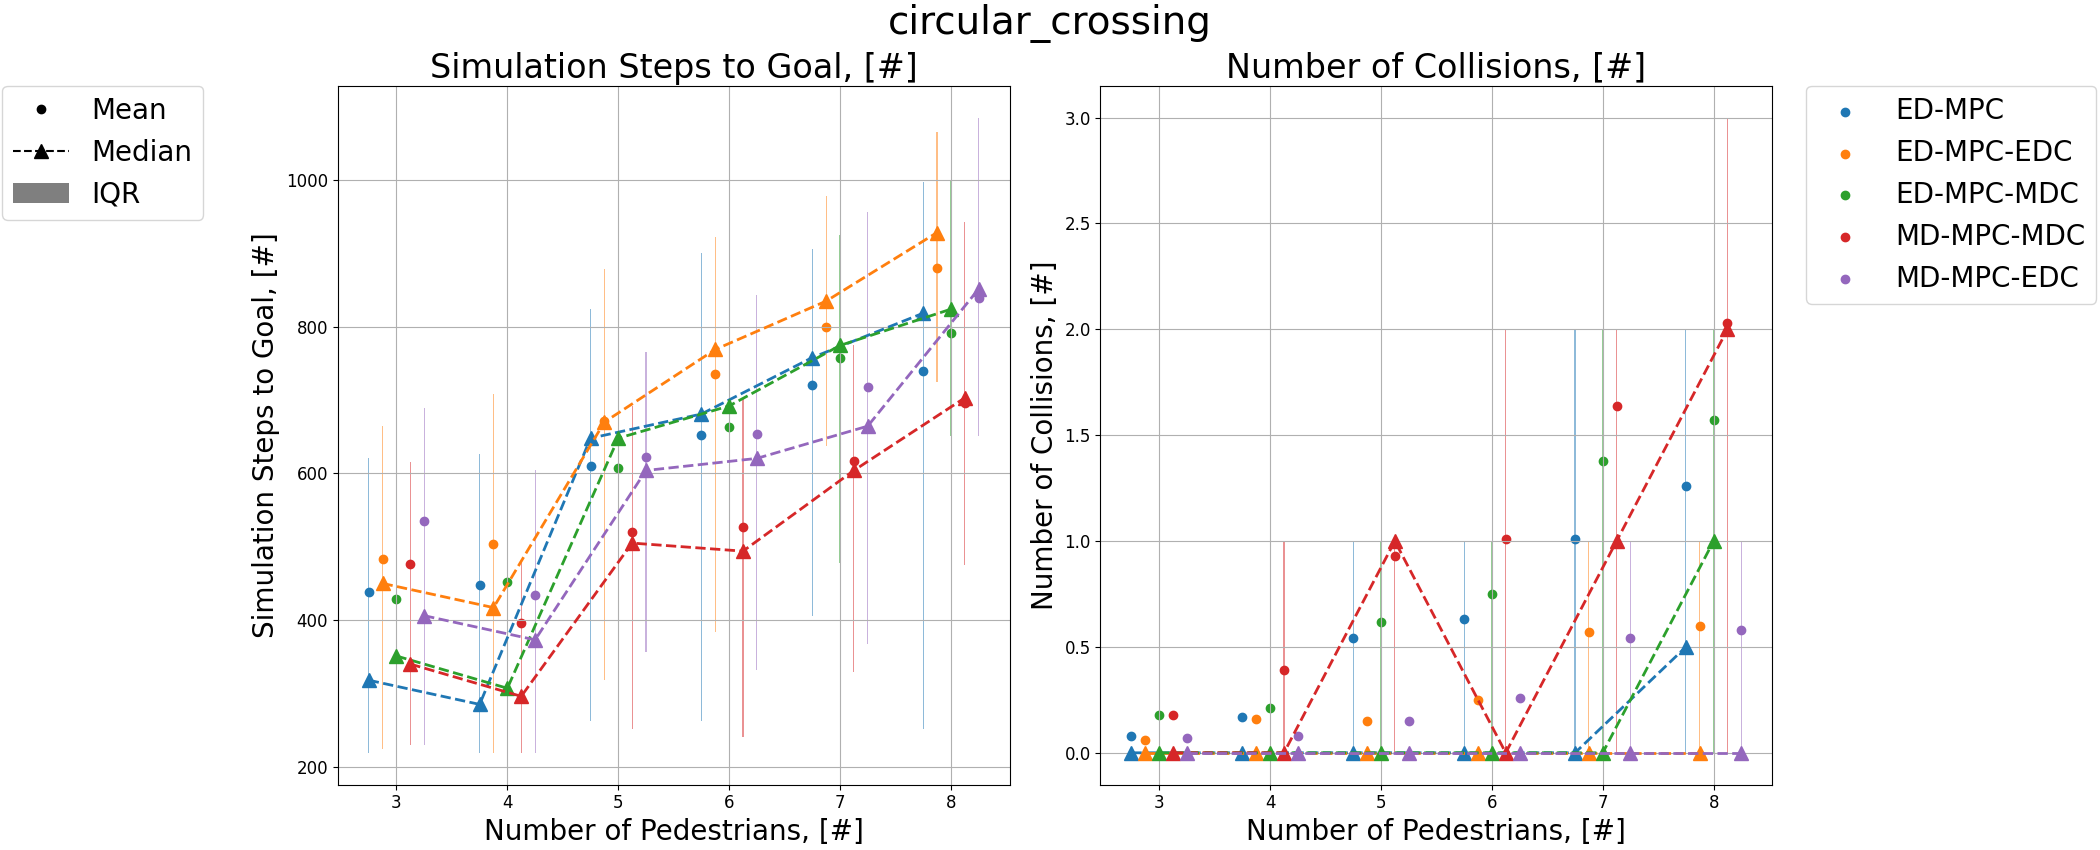 circular_crossing
Simulation Steps to Goal, [#]
Number of Collisions, [#]
Mean
Median
IQR
Simulation Steps to Goal, [#]
1000
800
600
400
200
3 4 5 6 7 8
Number of Pedestrians, [#]
Number of Collisions, [#]
3.0
2.5
2.0
1.5
1.0
0.5
0.0
3 4 5 6 7 8
Number of Pedestrians, [#]
ED-MPC
ED-MPC-EDC
ED-MPC-MDC
MD-MPC-MDC
MD-MPC-EDC